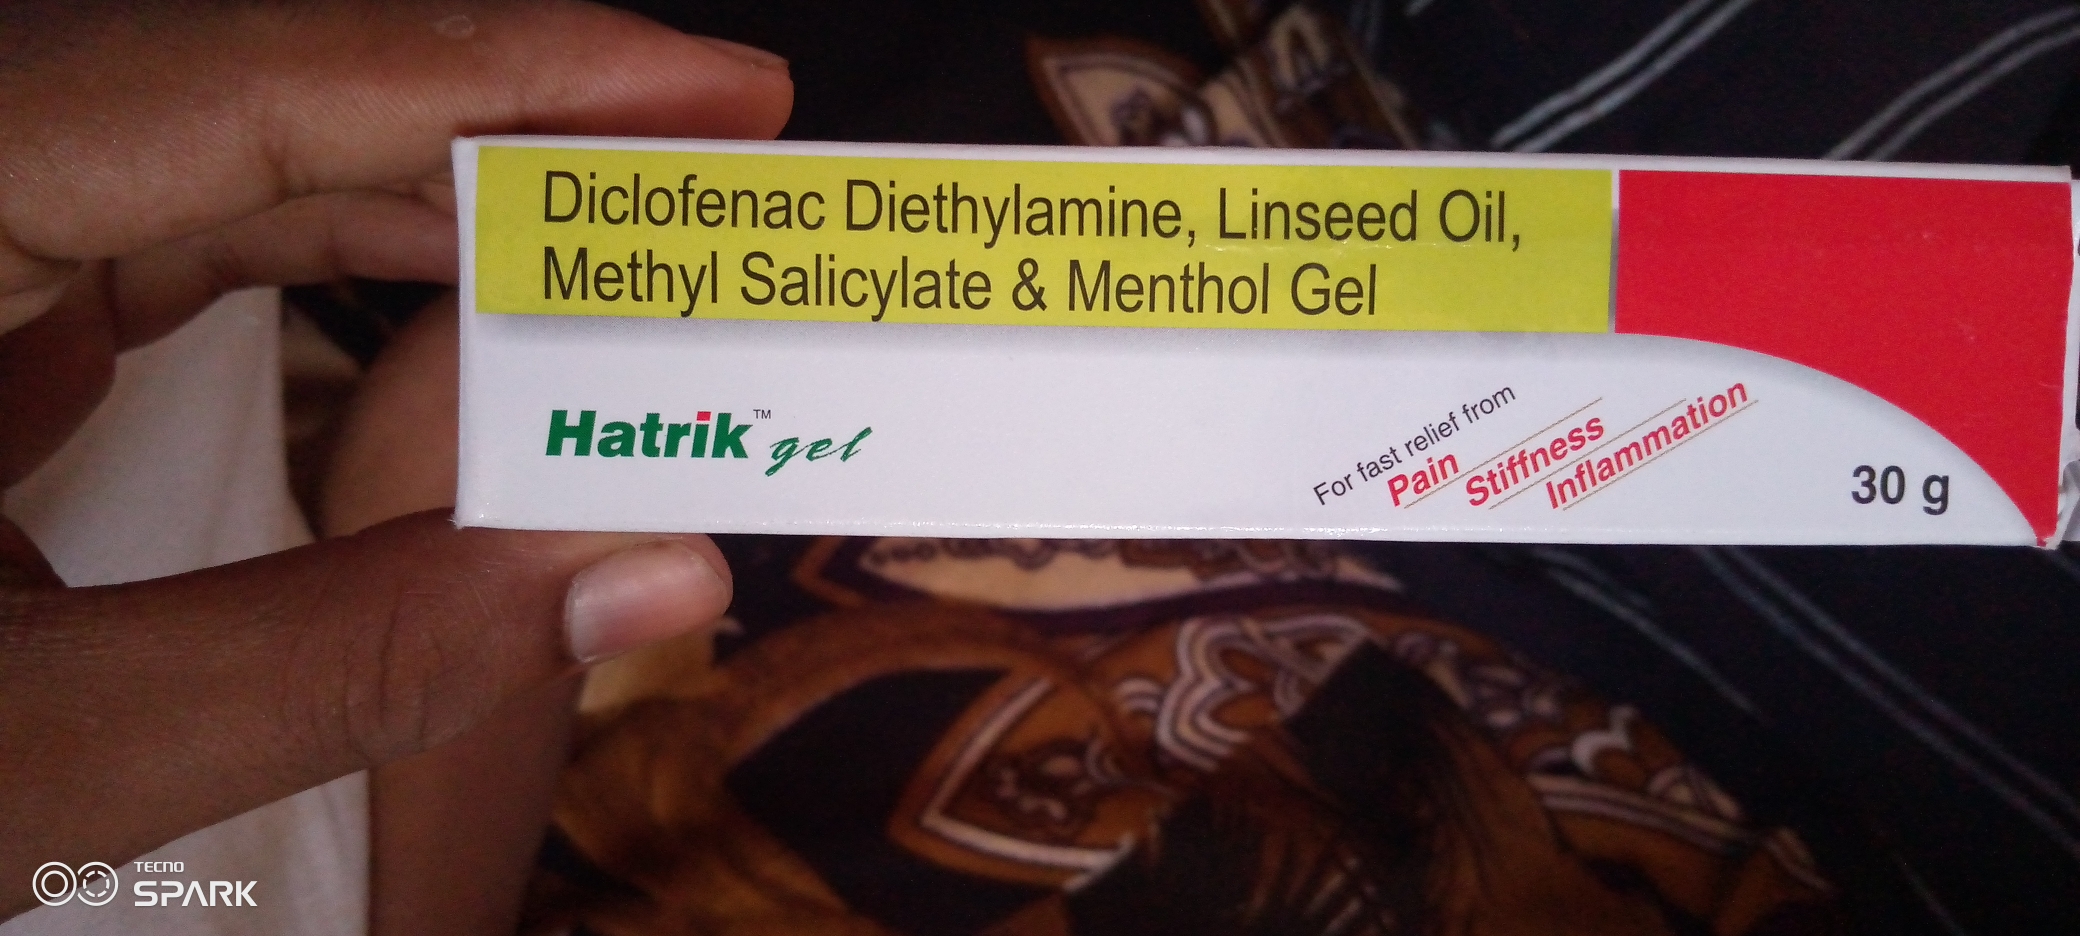 Diclofenac Diethylamine, Linseed Oil,
Methyl Salicylate & Menthol Gel
Hatrik™ gel
For fast relief from
Pain
Stiffness
Inflammation
30 g
TECNO
SPARK